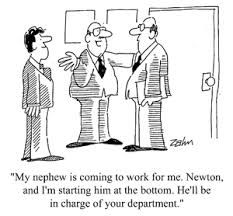 Zahn
"My nephew is coming to work for me. Newton,
and I'm starting him at the bottom. He'll be
in charge of your department."